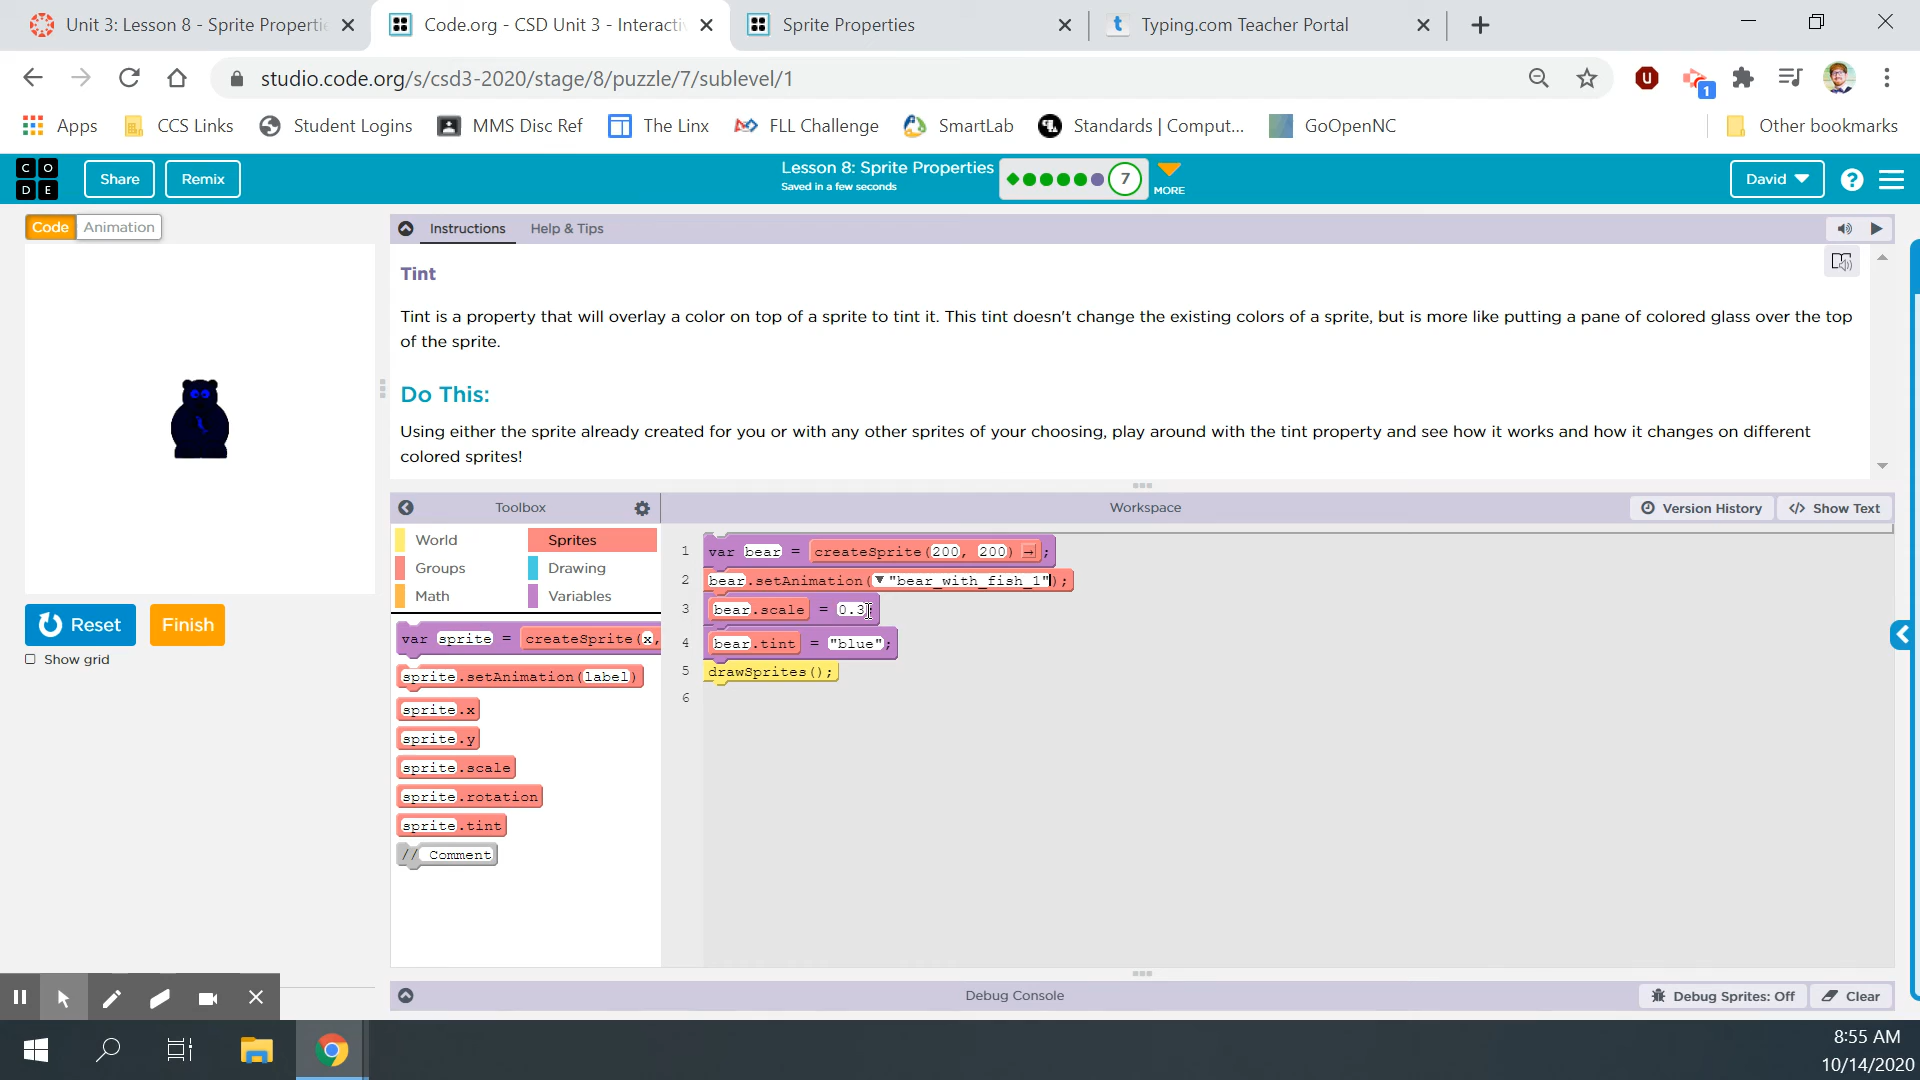 Unit 3: Lesson 8 - Sprite Properti
Code.org - CSD Unit 3 - Interactiv
Sprite Properties
t
Typing.com Teacher Portal
studio.code.org/s/csd3-2020/stage/8/puzzle/7/sublevel/1
1
Apps
CCS Links
Student Logins
MMS Disc Ref
The Linx
FLL Challenge
SmartLab
Standards | Comput...
GoOpenNC
Other bookmarks
C O
D E
Share
Remix
Lesson 8: Sprite Properties
Saved in a few seconds
7
MORE
David
?
Code
Animation
Instructions
Help & Tips
Tint
Tint is a property that will overlay a color on top of a sprite to tint it. This tint doesn't change the existing colors of a sprite, but is more like putting a pane of colored glass over the top
of the sprite.
Do This:
Using either the sprite already created for you or with any other sprites of your choosing, play around with the tint property and see how it works and how it changes on different
colored sprites!
Toolbox
Workspace
Version History
</> Show Text
World
Sprites
Groups
Drawing
Math
Variables
var sprite = createSprite(x,
sprite.setAnimation(label)
sprite.x
sprite.y
sprite.scale
sprite.rotation
sprite.tint
// Comment
1 var bear = createSprite(200, 200) → ;
2 bear.setAnimation(▼"bear_with_fish_1");
3 bear.scale = 0.3;
4 bear.tint = "blue";
5 drawSprites();
6
Reset
Finish
Show grid
Debug Console
Debug Sprites: Off
Clear
8:55 AM
10/14/2020